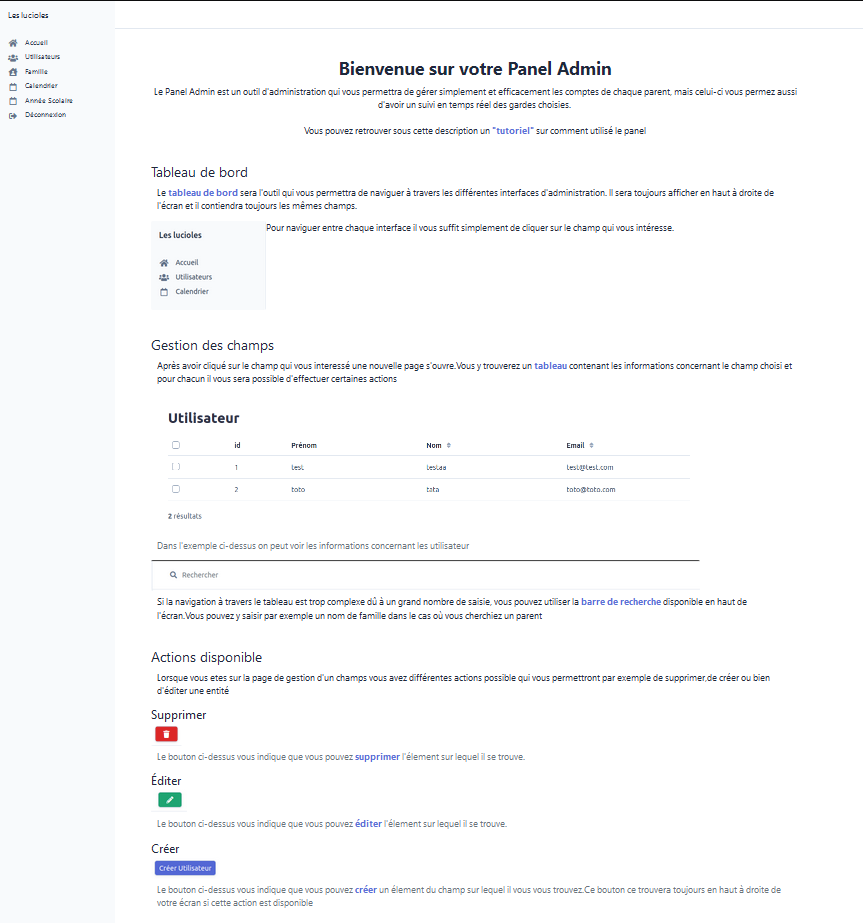 Les lucioles
Accueil
Utilisateurs
Famille
Calendrier
Année Scolaire
Déconnexion
Bienvenue sur votre Panel Admin
Le Panel Admin est un outil d'administration qui vous permettra de gérer simplement et efficacement les comptes de chaque parent, mais celui-ci vous permez aussi
d'avoir un suivi en temps réel des gardes choisies.
Vous pouvez retrouver sous cette description un "tutoriel" sur comment utilisé le panel
Tableau de bord
Le tableau de bord sera l'outil qui vous permettra de naviguer à travers les différentes interfaces d'administration. Il sera toujours afficher en haut à droite de
l'écran et il contiendra toujours les mêmes champs.
Les lucioles
Pour naviguer entre chaque interface il vous suffit simplement de cliquer sur le champ qui vous intéresse.
Accueil
Utilisateurs
Calendrier
Gestion des champs
Après avoir cliqué sur le champ qui vous interessé une nouvelle page s'ouvre.Vous y trouverez un tableau contenant les informations concernant le champ choisi et
pour chacun il vous sera possible d'effectuer certaines actions
Utilisateur
id Prénom Nom Email
1 test testaa test@test.com
2 toto tata toto@toto.com
2 résultats
Dans l'exemple ci-dessus on peut voir les informations concernant les utilisateur
Rechercher
Si la navigation à travers le tableau est trop complexe dû à un grand nombre de saisie, vous pouvez utiliser la barre de recherche disponible en haut de
l'écran.Vous pouvez y saisir par exemple un nom de famille dans le cas où vous cherchiez un parent
Actions disponible
Lorsque vous etes sur la page de gestion d'un champs vous avez différentes actions possible qui vous permettront par exemple de supprimer,de créer ou bien
d'éditer une entité
Supprimer
Le bouton ci-dessus vous indique que vous pouvez supprimer l'élement sur lequel il se trouve.
Éditer
Le bouton ci-dessus vous indique que vous pouvez éditer l'élement sur lequel il se trouve.
Créer
Créer Utilisateur
Le bouton ci-dessus vous indique que vous pouvez créer un élement du champ sur lequel il vous vous trouvez.Ce bouton ce trouvera toujours en haut à droite de
votre écran si cette action est disponible